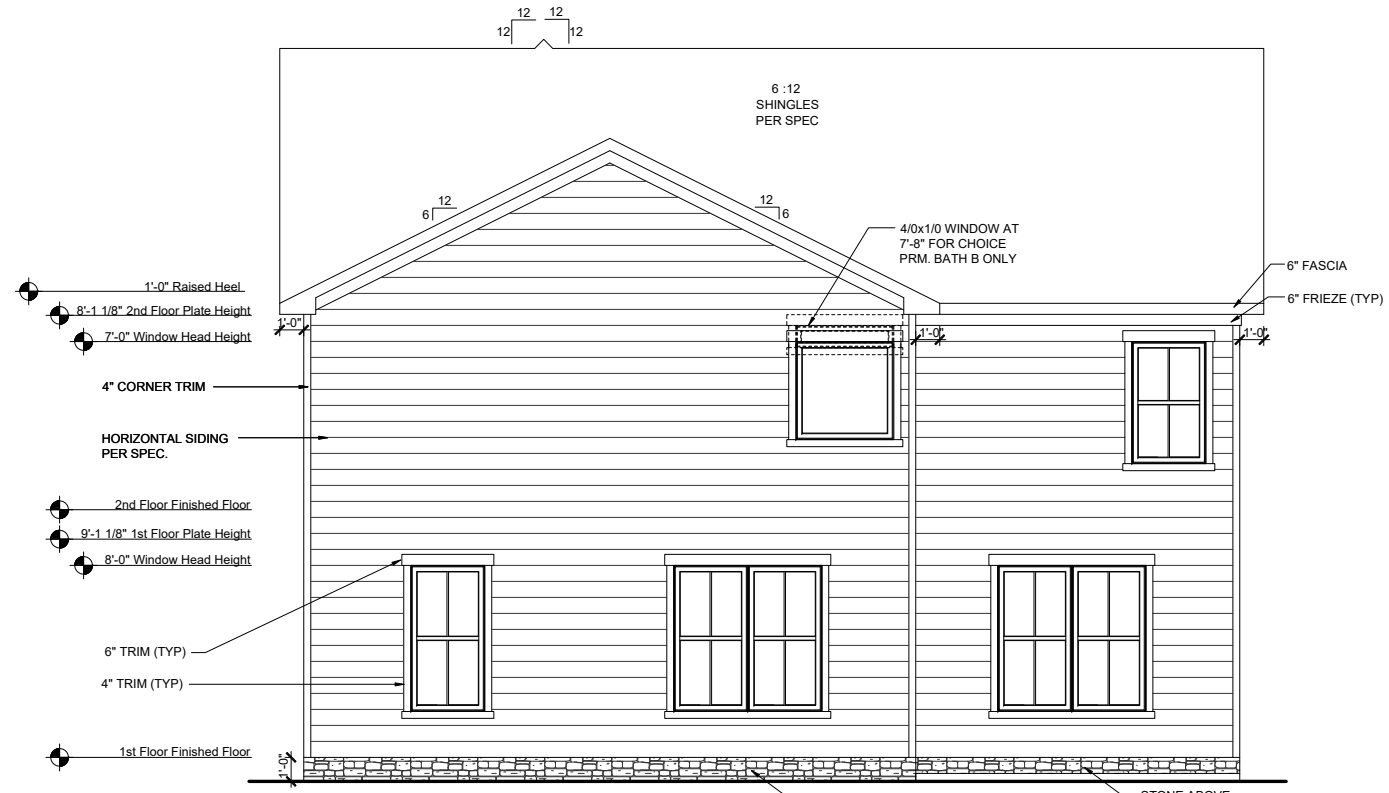 12 12
12 12
6 :12
SHINGLES
PER SPEC
12
6
12
6
4/0x1/0 WINDOW AT
7'-8" FOR CHOICE
PRM. BATH B ONLY
6" FASCIA
6" FRIEZE (TYP)
1'-0" Raised Heel
8'-1 1/8" 2nd Floor Plate Height
1'-0"
1'-0"
1'-0"
7'-0" Window Head Height
4" CORNER TRIM
HORIZONTAL SIDING
PER SPEC.
2nd Floor Finished Floor
9'-1 1/8" 1st Floor Plate Height
8'-0" Window Head Height
6" TRIM (TYP)
4" TRIM (TYP)
1st Floor Finished Floor
1'-0"
STONE ABOVE